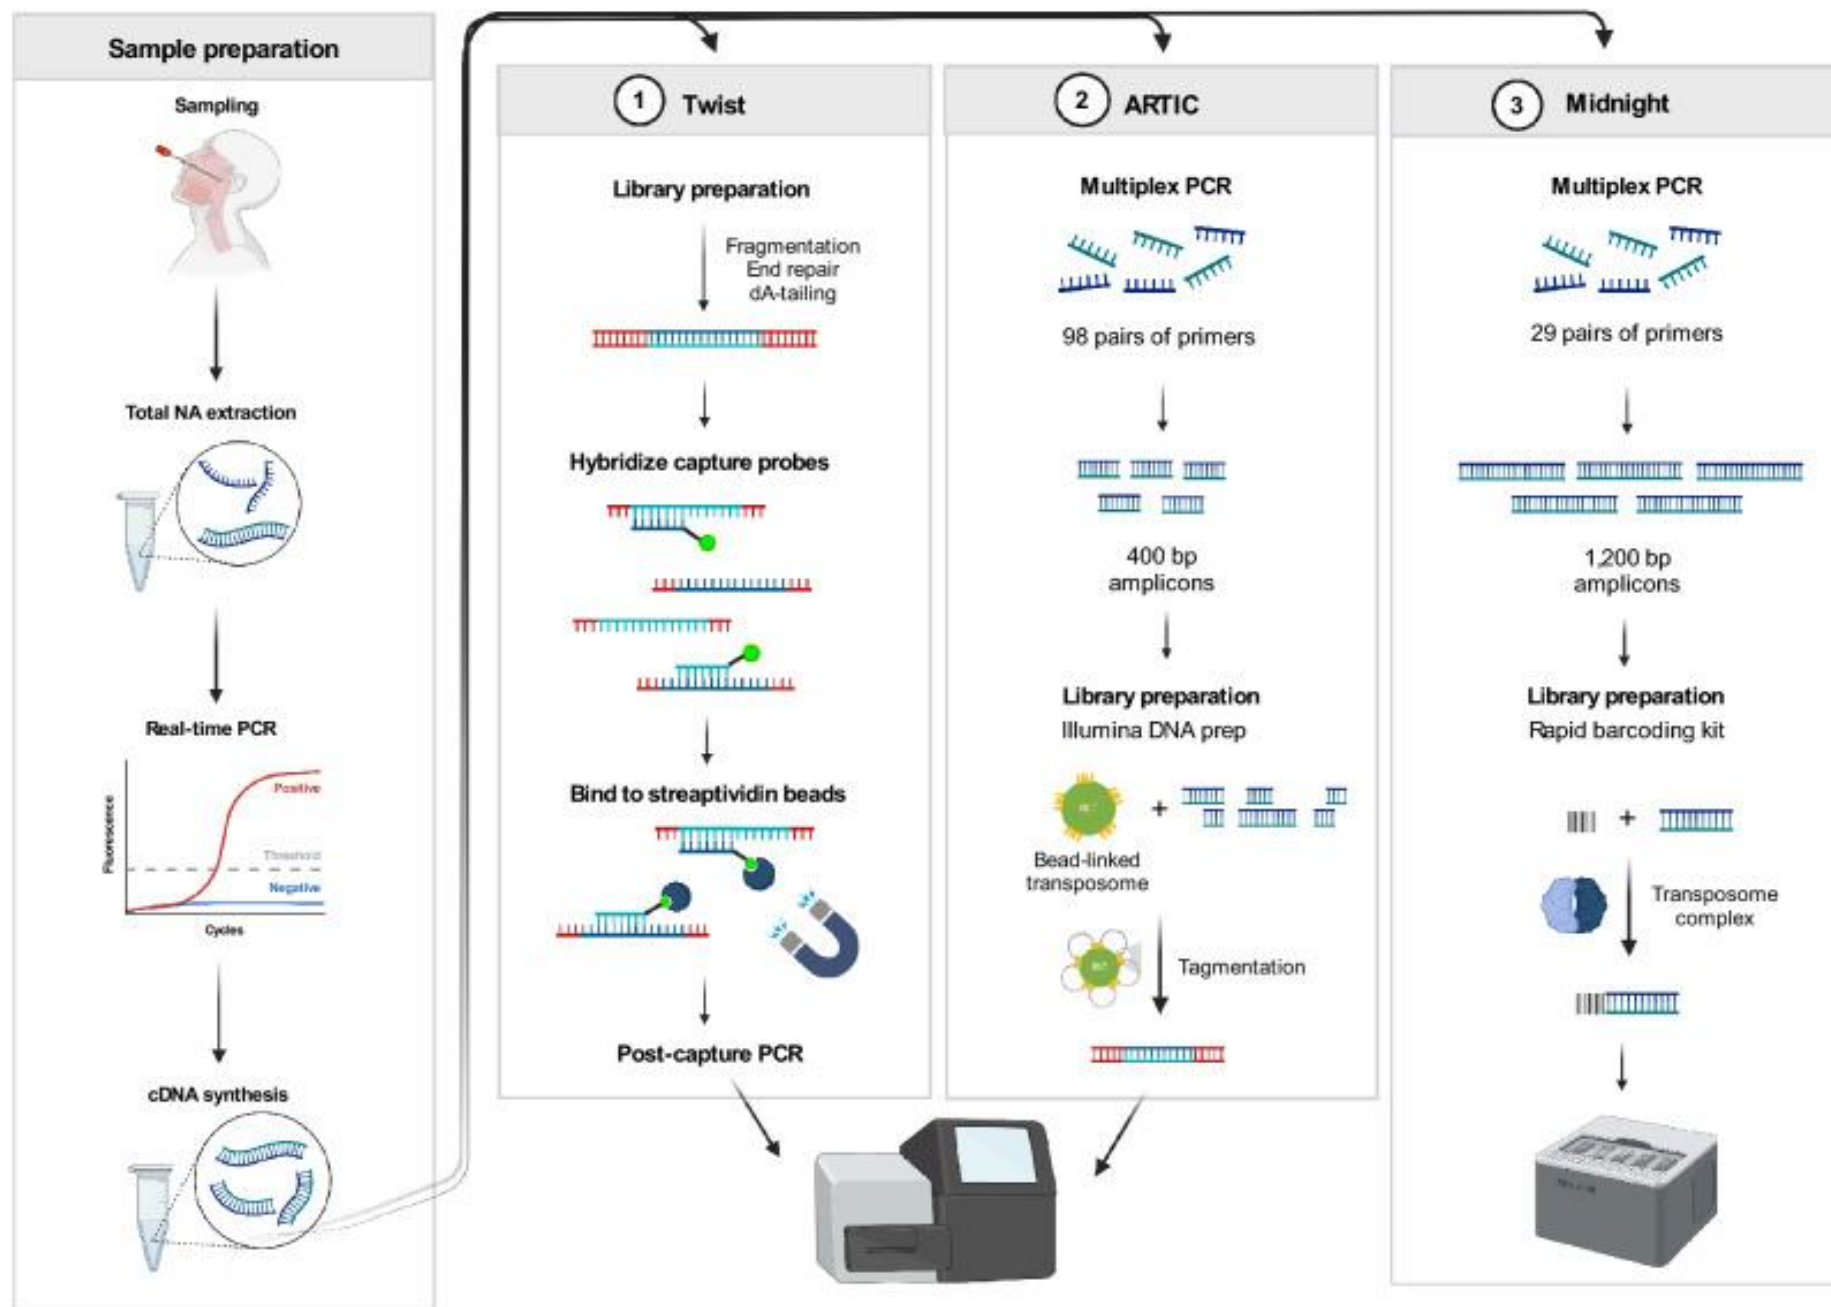 Sample preparation
Sampling
Total NA extraction
Real-time PCR
Fluorescence
Positive
Threshold
Negative
Cycles
cDNA synthesis
1 Twist
Library preparation
Fragmentation
End repair
dA-tailing
Hybridize capture probes
Bind to streaptividin beads
Post-capture PCR
2 ARTIC
Multiplex PCR
98 pairs of primers
400 bp
amplicons
Library preparation
Illumina DNA prep
+
Bead-linked
transposome
Tagmentation
3 Midnight
Multiplex PCR
29 pairs of primers
1,200 bp
amplicons
Library preparation
Rapid barcoding kit
+
Transposome
complex